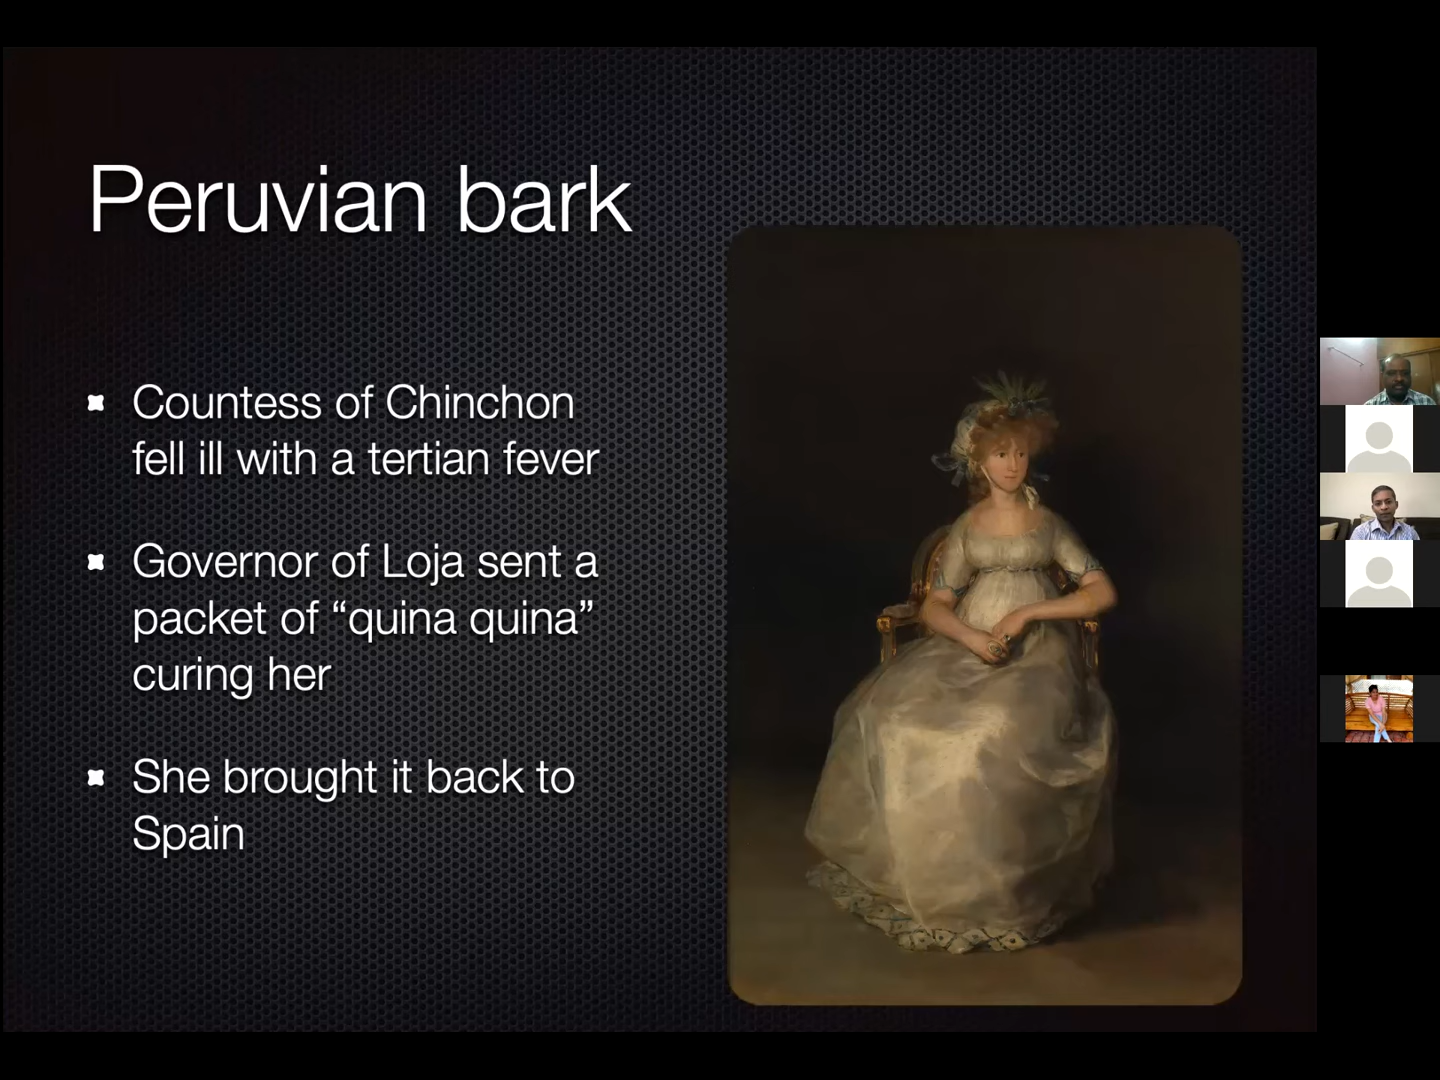 Peruvian bark
Countess of Chinchon
fell ill with a tertian fever
Governor of Loja sent a
packet of “quina quina”
curing her
She brought it back to
Spain